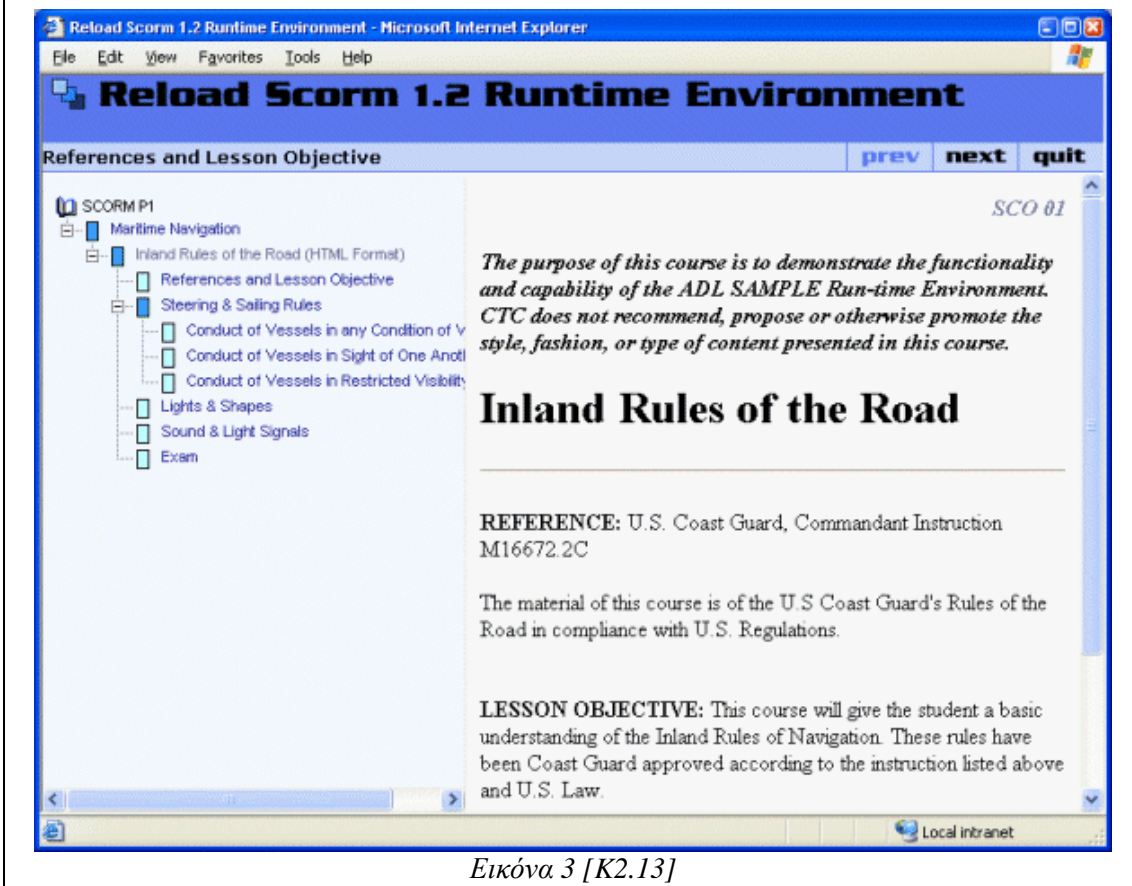 Reload Scorm 1.2 Runtime Environment - Microsoft Internet Explorer
File Edit View Favorites Tools Help
Reload Scorm 1.2 Runtime Environment
References and Lesson Objective
prev next quit
SCORM P1
Maritime Navigation
Inland Rules of the Road (HTML Format)
References and Lesson Objective
Steering & Sailing Rules
Conduct of Vessels in any Condition of V
Conduct of Vessels in Sight of One Anotl
Conduct of Vessels in Restricted Visibility
Lights & Shapes
Sound & Light Signals
Exam
SCO 01
The purpose of this course is to demonstrate the functionality
and capability of the ADL SAMPLE Run-time Environment.
CTC does not recommend, propose or otherwise promote the
style, fashion, or type of content presented in this course.
Inland Rules of the Road
REFERENCE: U.S. Coast Guard, Commandant Instruction
M16672.2C
The material of this course is of the U.S Coast Guard's Rules of the
Road in compliance with U.S. Regulations.
LESSON OBJECTIVE: This course will give the student a basic
understanding of the Inland Rules of Navigation. These rules have
been Coast Guard approved according to the instruction listed above
and U.S. Law.
Local intranet
Εικόνα 3 [Κ2.13]